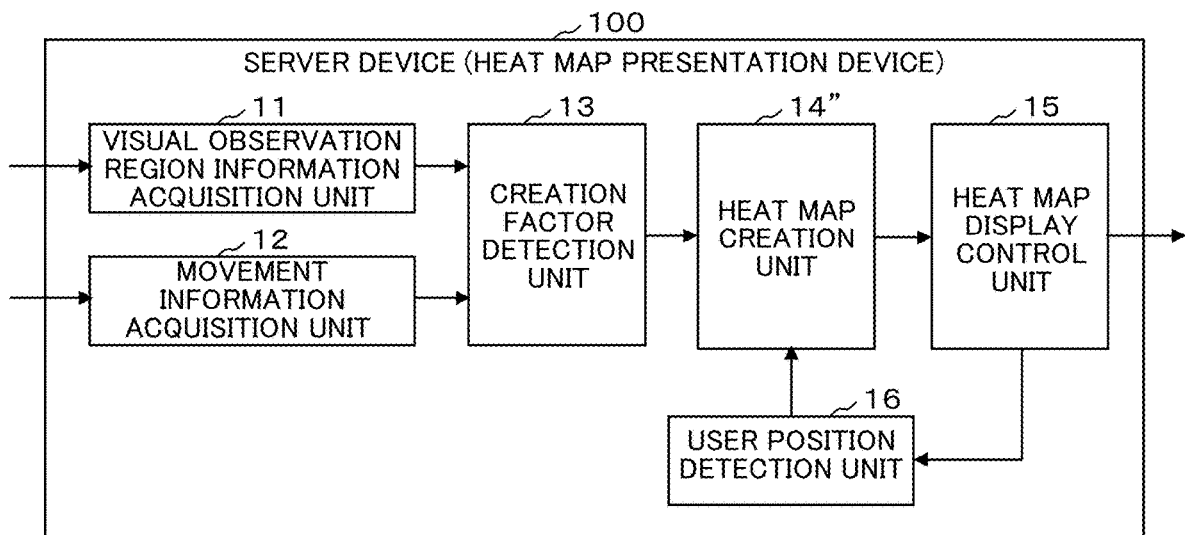 100
SERVER DEVICE (HEAT MAP PRESENTATION DEVICE)
11
VISUAL OBSERVATION
REGION INFORMATION
ACQUISITION UNIT
12
MOVEMENT
INFORMATION
ACQUISITION UNIT
13
CREATION
FACTOR
DETECTION
UNIT
14”
HEAT MAP
CREATION
UNIT
15
HEAT MAP
DISPLAY
CONTROL
UNIT
16
USER POSITION
DETECTION UNIT